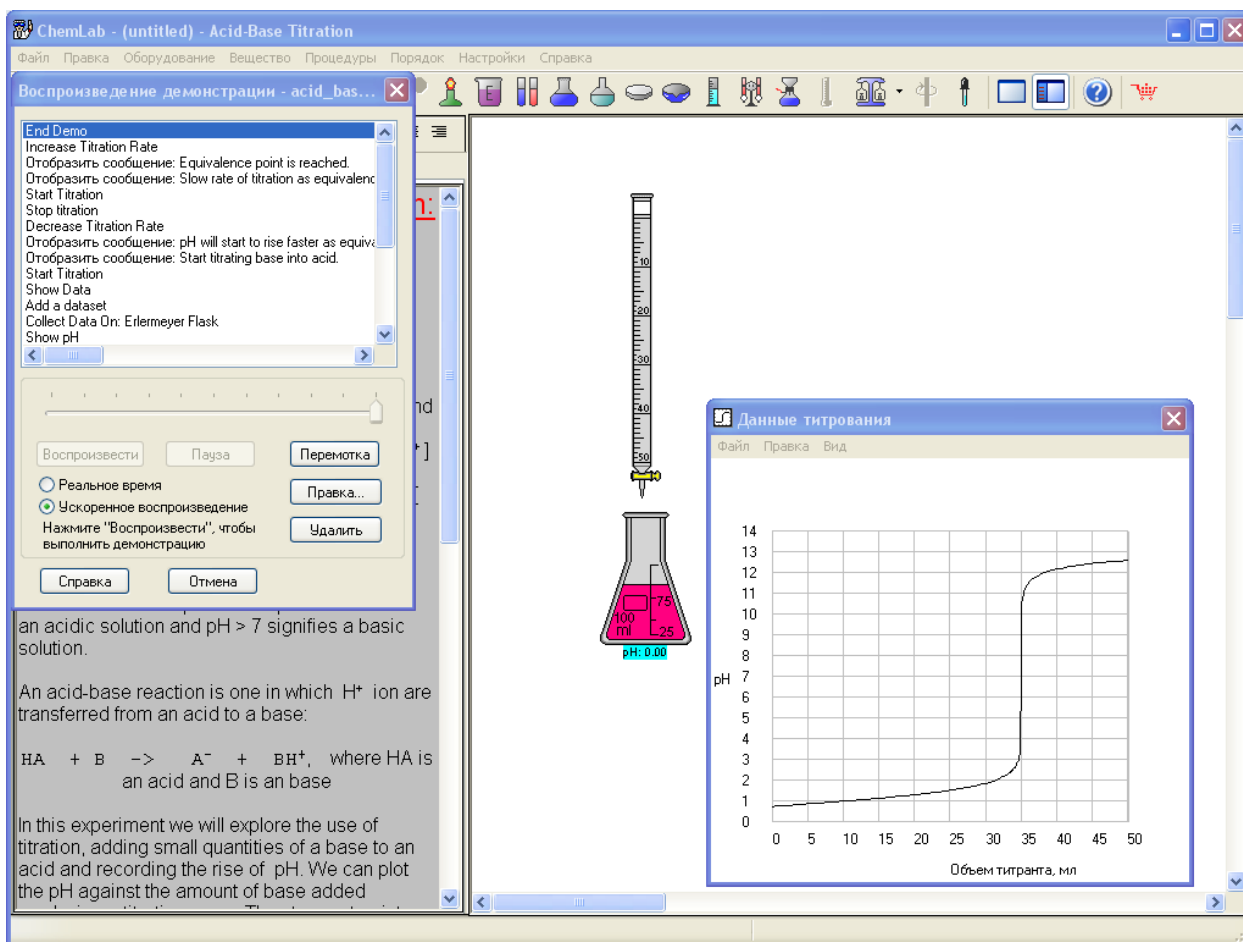 ChemLab - (untitled) - Acid-Base Titration
Файл Правка Оборудование Вещество Процедуры Порядок Настройки Справка
Воспроизведение демонстрации - acid_bas...
End Demo
Increase Titration Rate
Отобразить сообщение: Equivalence point is reached.
Отобразить сообщение: Slow rate of titration as equivalenc
Start Titration
Stop titration
Decrease Titration Rate
Отобразить сообщение: pH will start to rise faster as equiva
Отобразить сообщение: Start titrating base into acid.
Start Titration
Show Data
Add a dataset
Collect Data On: Erlermeyer Flask
Show pH
Воспроизвести Пауза Перемотка
Реальное время
Правка...
Ускоренное воспроизведение
Нажмите "Воспроизвести", чтобы
выполнить демонстрацию
Удалить
Справка Отмена
n:
nd
+]
an acidic solution and pH > 7 signifies a basic
solution.
An acid-base reaction is one in which H⁺ ion are
transferred from an acid to a base:
HA + B -> A⁻ + BH⁺, where HA is
an acid and B is an base
In this experiment we will explore the use of
titration, adding small quantities of a base to an
acid and recording the rise of pH. We can plot
the pH against the amount of base added
E
10
20
30
40
50
100
ml
75
25
pH: 0.00
Данные титрования
Файл Правка Вид
14
13
12
11
10
9
8
pH 7
6
5
4
3
2
1
0
0 5 10 15 20 25 30 35 40 45 50
Объем титранта, мл